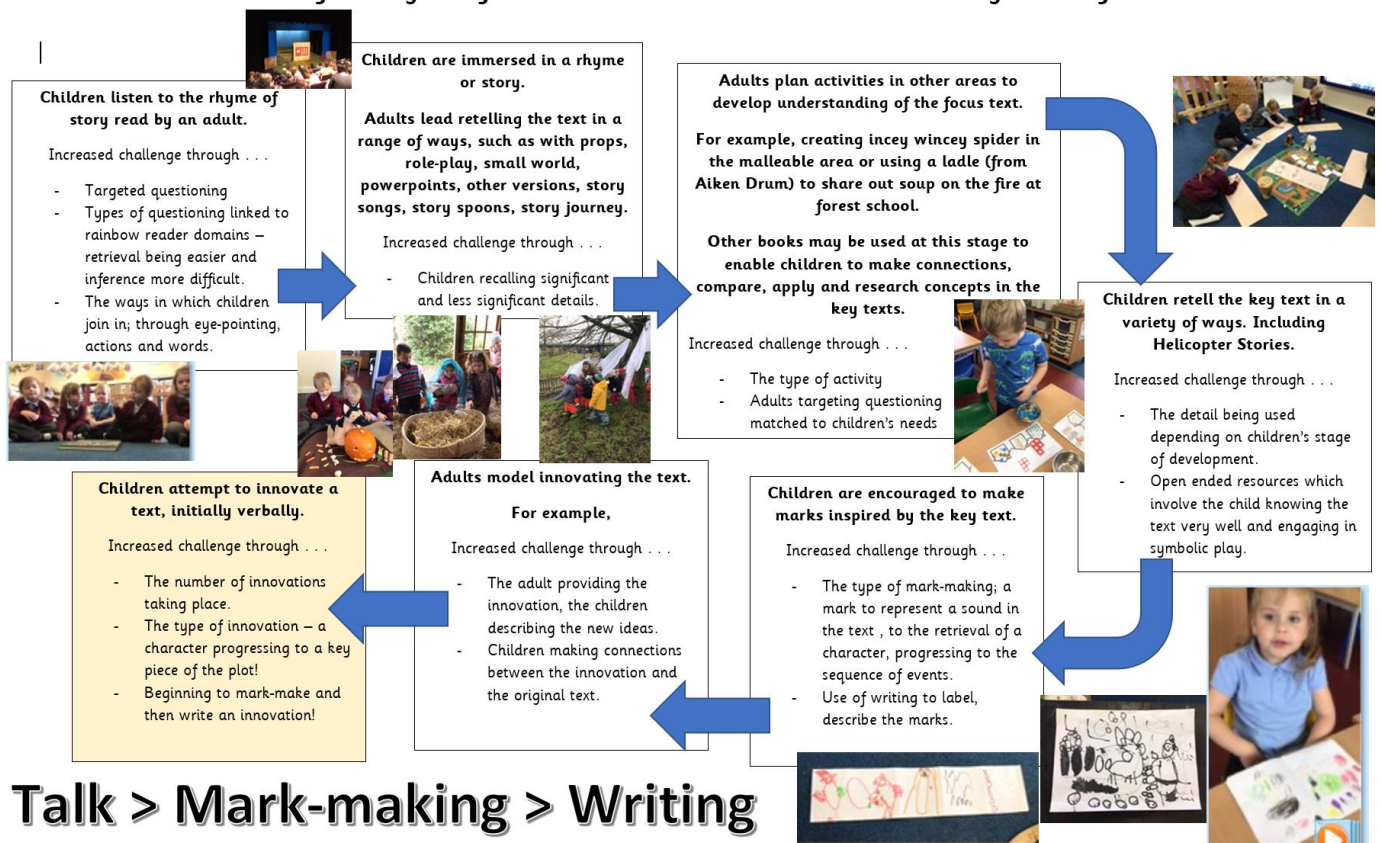 Children listen to the rhyme of
story read by an adult.
Increased challenge through . . .
- Targeted questioning
- Types of questioning linked to
rainbow reader domains –
retrieval being easier and
inference more difficult.
- The ways in which children
join in; through eye-pointing,
actions and words.
Children are immersed in a rhyme
or story.
Adults lead retelling the text in a
range of ways, such as with props,
role-play, small world,
powerpoints, other versions, story
songs, story spoons, story journey.
Increased challenge through . . .
- Children recalling significant
and less significant details.
Adults plan activities in other areas to
develop understanding of the focus text.
For example, creating incey wincey spider in
the malleable area or using a ladle (from
Aiken Drum) to share out soup on the fire at
forest school.
Other books may be used at this stage to
enable children to make connections,
compare, apply and research concepts in the
key texts.
Increased challenge through . . .
- The type of activity
- Adults targeting questioning
matched to children's needs
Children retell the key text in a
variety of ways. Including
Helicopter Stories.
Increased challenge through . . .
- The detail being used
depending on children's stage
of development.
- Open ended resources which
involve the child knowing the
text very well and engaging in
symbolic play.
Children are encouraged to make
marks inspired by the key text.
Increased challenge through . . .
- The type of mark-making; a
mark to represent a sound in
the text , to the retrieval of a
character, progressing to the
sequence of events.
- Use of writing to label,
describe the marks.
Adults model innovating the text.
For example,
Increased challenge through . . .
- The adult providing the
innovation, the children
describing the new ideas.
- Children making connections
between the innovation and
the original text.
Children attempt to innovate a
text, initially verbally.
Increased challenge through . . .
- The number of innovations
taking place.
- The type of innovation – a
character progressing to a key
piece of the plot!
- Beginning to mark-make and
then write an innovation!
Talk > Mark-making > Writing